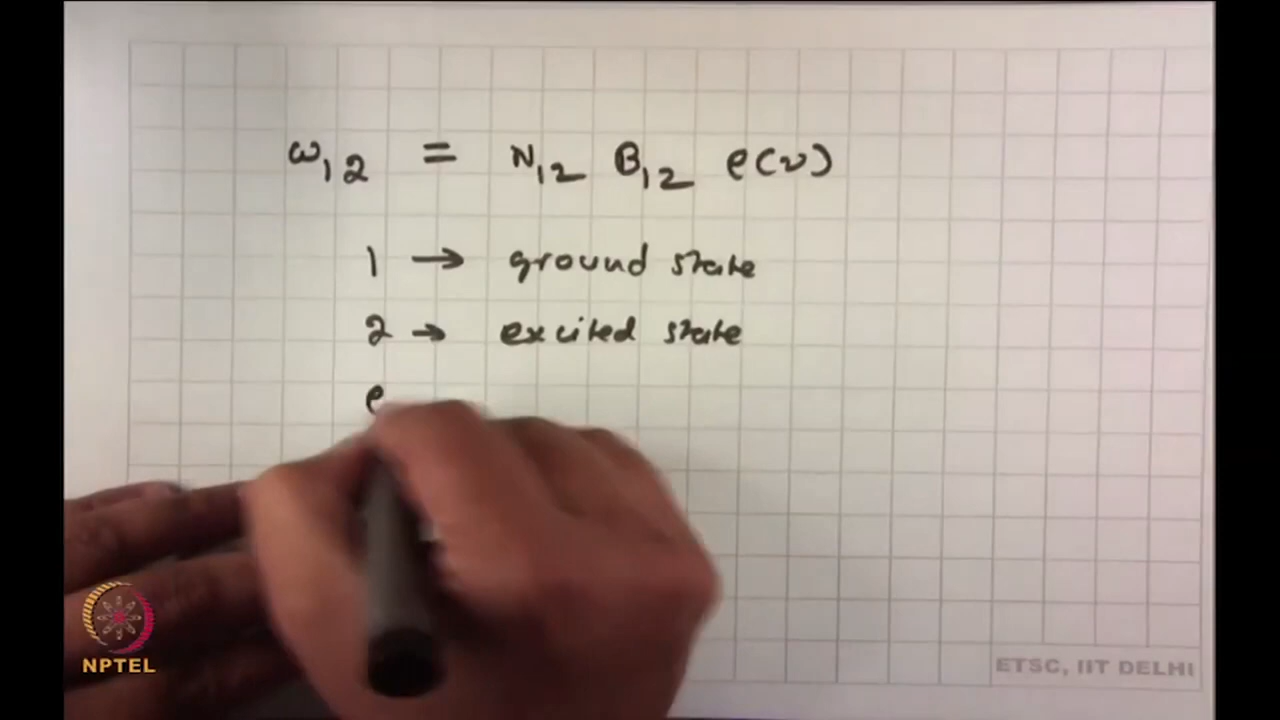 ω₁₂ = N₁₂ B₁₂ ρ(ν)
1 → ground state
2 → excited state
ρ
NPTEL
ETSC, IIT DELHI